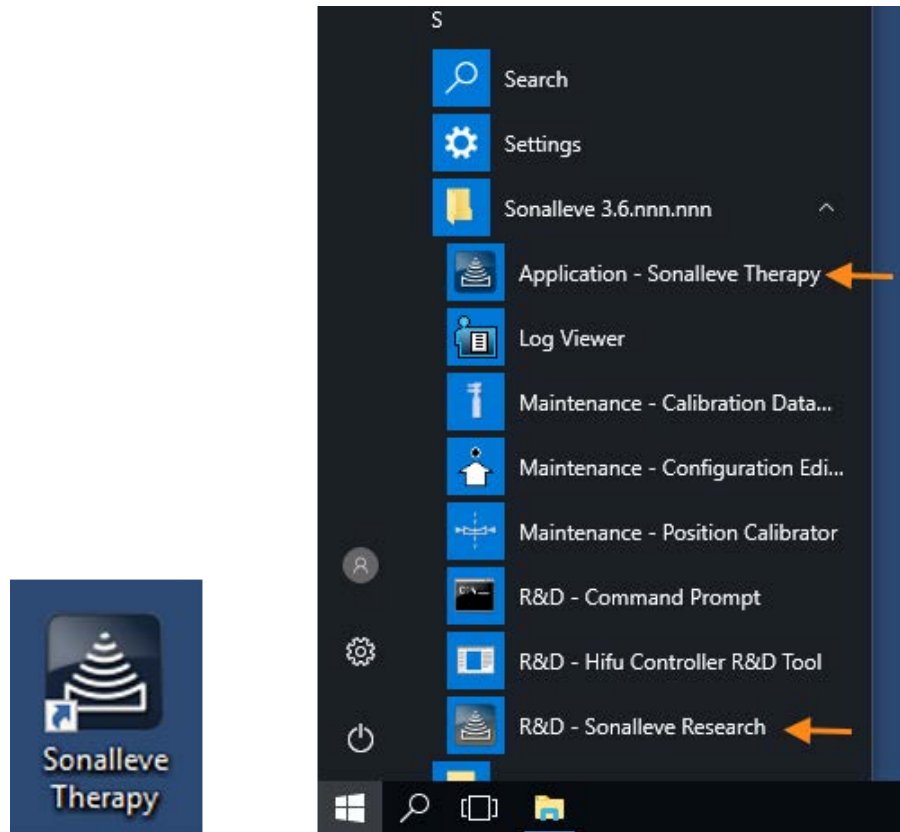 S
Search
Settings
Sonalleve 3.6.nnn.nnn
Application - Sonalleve Therapy
Log Viewer
Maintenance - Calibration Data...
Maintenance - Configuration Edi...
Maintenance - Position Calibrator
R&D - Command Prompt
R&D - Hifu Controller R&D Tool
R&D - Sonalleve Research
Sonalleve
Therapy